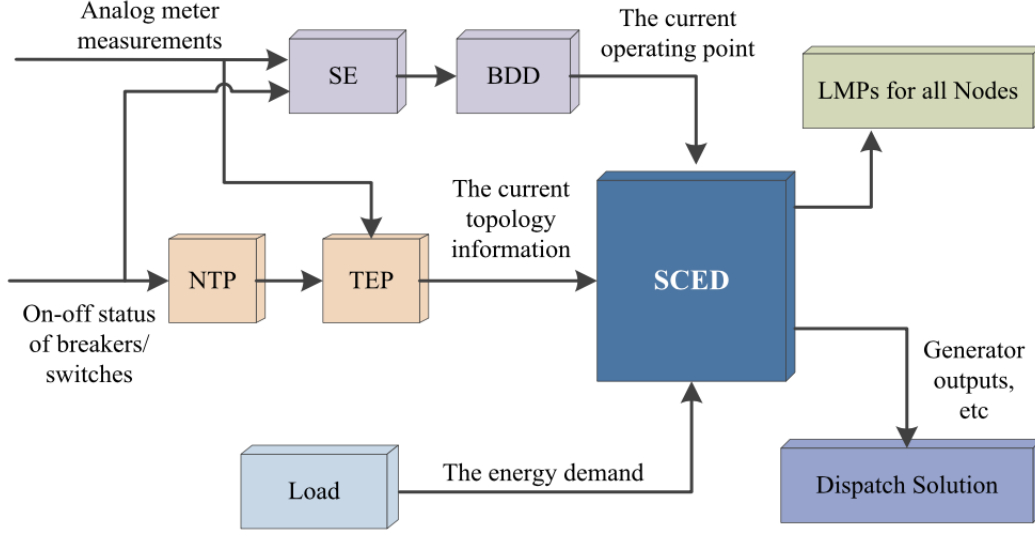 Analog meter
measurements
SE
BDD
The current
operating point
LMPs for all Nodes
NTP
TEP
The current
topology
information
SCED
On-off status
of breakers/
switches
Generator
outputs,
etc
Load
The energy demand
Dispatch Solution